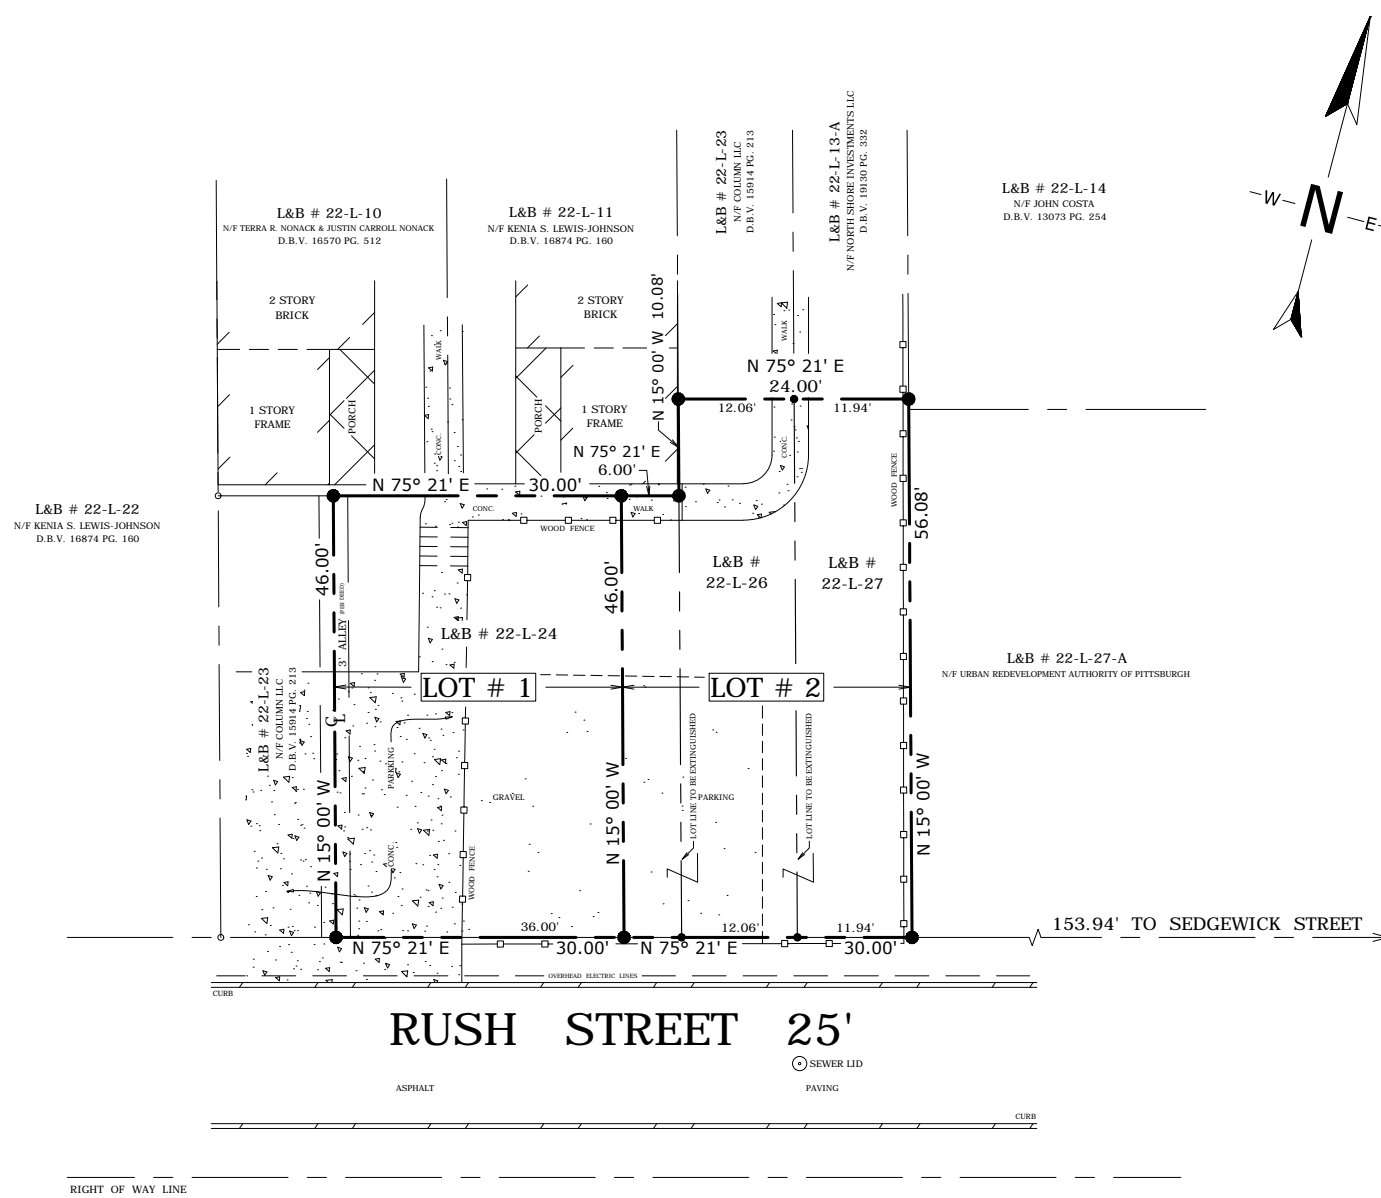 N
W
E
L&B # 22-L-10
N/F TERRA R. NONACK & JUSTIN CARROLL NONACK
D.B.V. 16570 PG. 512
L&B # 22-L-11
N/F KENIA S. LEWIS-JOHNSON
D.B.V. 16874 PG. 160
L&B # 22-L-23
N/F COLUMN LLC
D.B.V. 15914 PG. 213
L&B # 22-L-13-A
N/F NORTH SHORE INVESTMENTS LLC
D.B.V. 19130 PG. 332
L&B # 22-L-14
N/F JOHN COSTA
D.B.V. 13073 PG. 254
2 STORY
BRICK
2 STORY
BRICK
WALK
WALK
N 15° 00' W 10.08'
N 75° 21' E
24.00'
12.06'
11.94'
1 STORY
FRAME
PORCH
CONC.
PORCH
1 STORY
FRAME
CONC.
N 75° 21' E
6.00'
WOOD FENCE
N 75° 21' E
30.00'
CONC.
WALK
WOOD FENCE
L&B # 22-L-22
N/F KENIA S. LEWIS-JOHNSON
D.B.V. 16874 PG. 160
46.00'
46.00'
56.08'
3' ALLEY
L&B #
22-L-26
L&B #
22-L-27
L&B # 22-L-24
L&B # 22-L-27-A
N/F URBAN REDEVELOPMENT AUTHORITY OF PITTSBURGH
LOT # 1
LOT # 2
L&B # 22-L-23
N/F COLUMN LLC
D.B.V. 15914 PG. 213
CL
PARKKING
LOT LINE TO BE EXTINGUISHED
LOT LINE TO BE EXTINGUISHED
GRAVEL
PARKING
N 15° 00' W
N 15° 00' W
N 15° 00' W
CONC.
WOOD FENCE
36.00'
12.06'
11.94'
N 75° 21' E
30.00'
N 75° 21' E
30.00'
153.94' TO SEDGEWICK STREET
OVERHEAD ELECTRIC LINES
CURB
RUSH STREET 25'
SEWER LID
ASPHALT
PAVING
CURB
RIGHT OF WAY LINE